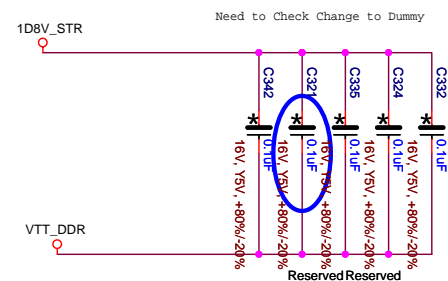 Need to Check Change to Dummy
1D8V_STR
C342
C321
C335
C324
C332
*
*
*
*
*
0.1uF
0.1uF
0.1uF
0.1uF
0.1uF
16V, Y5V, +80%/-20%
16V, Y5V, +80%/-20%
16V, Y5V, +80%/-20%
16V, Y5V, +80%/-20%
16V, Y5V, +80%/-20%
VTT_DDR
Reserved Reserved